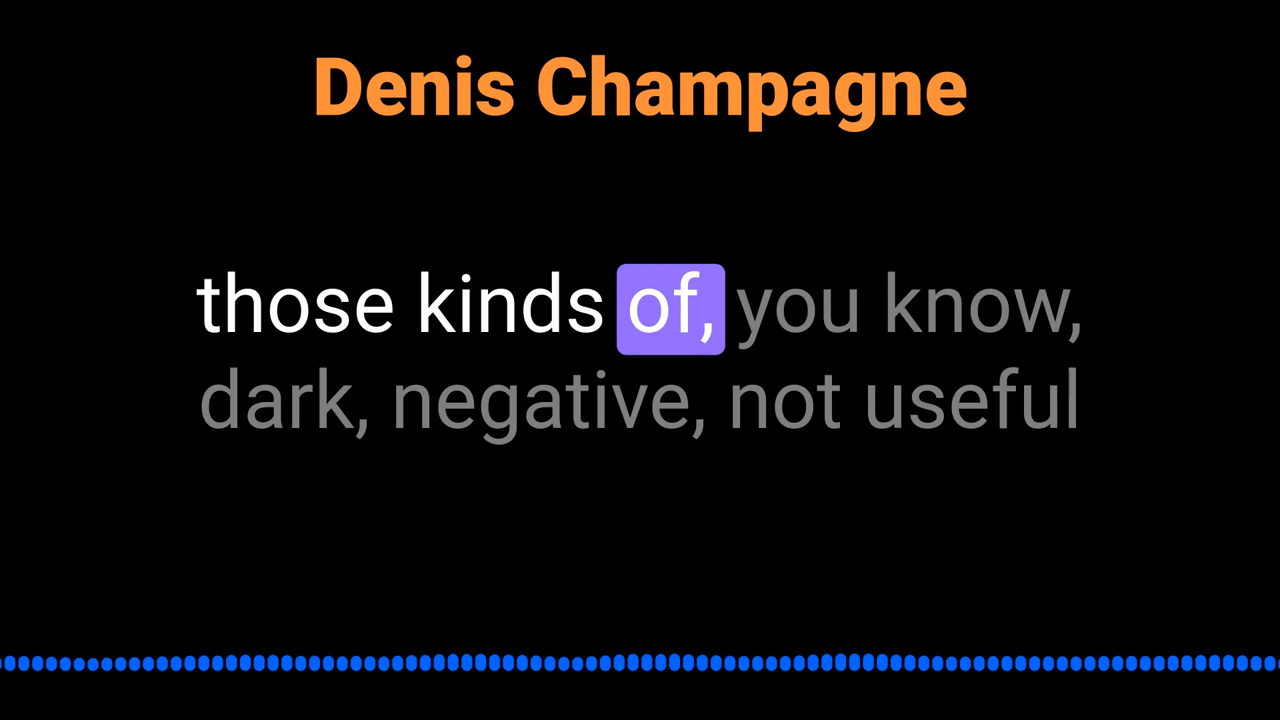 Denis Champagne
those kinds of, you know,
dark, negative, not useful